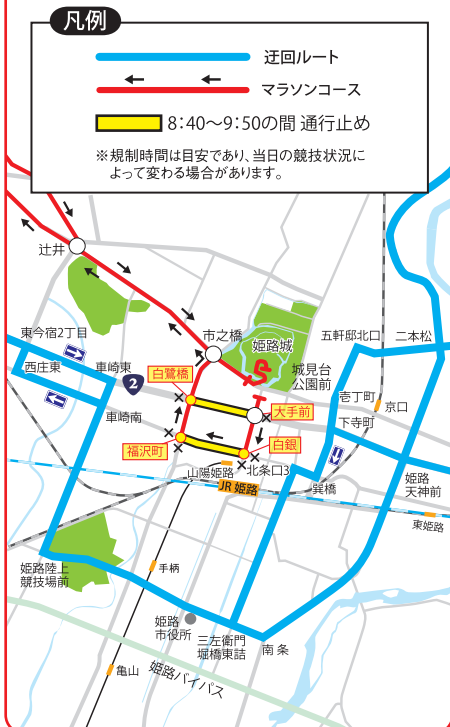 凡例
迂回ルート
マラソンコース
8:40～9:50の間 通行止め
※規制時間は目安であり、当日の競技状況に
よって変わる場合があります。
辻井
東今宿2丁目
西庄東
車崎東
2
車崎南
市之橋
姫路城
白鷺橋
城見台
公園前
五軒邸北口
二本松
壱丁町
京口
下寺町
大手前
白銀
福沢町
山陽姫路
北条口3
JR 姫路
巽橋
姫路
天神前
東姫路
姫路陸上
競技場前
手柄
姫路
市役所
三左衛門
堀橋東詰
南条
亀山
姫路バイパス